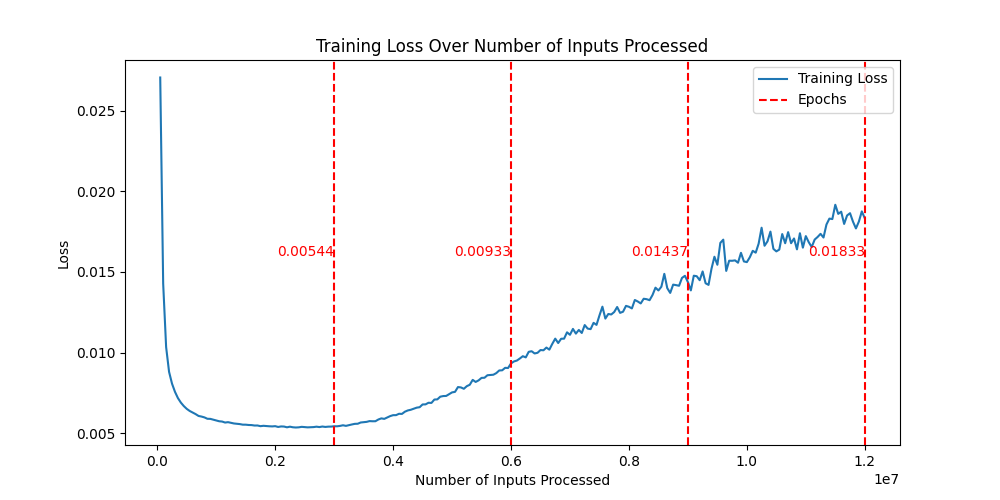 Training Loss Over Number of Inputs Processed
Training Loss
Epochs
0.025
0.020
0.015
0.010
0.005
Loss
0.00544
0.00933
0.01437
0.01833
0.0
0.2
0.4
0.6
0.8
1.0
1.2
1e7
Number of Inputs Processed